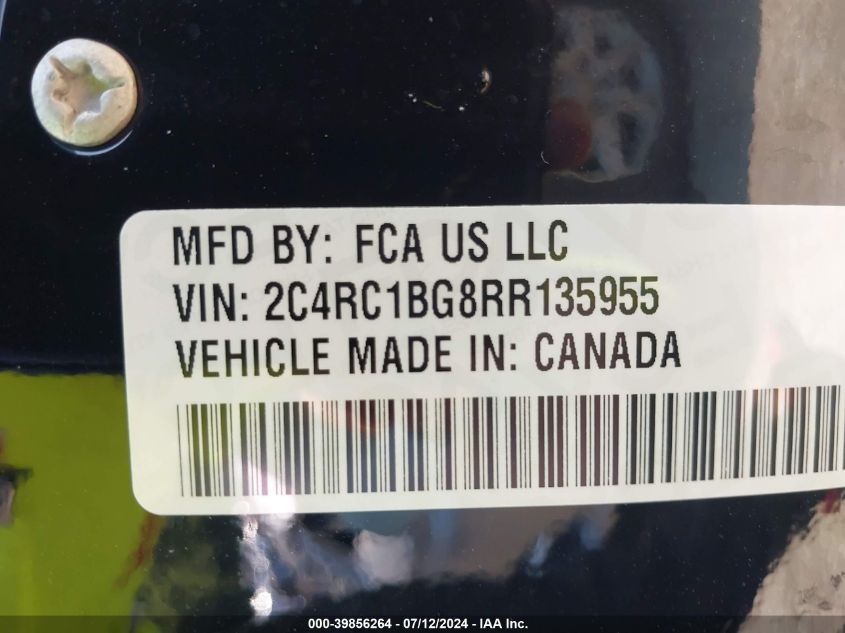 MFD BY: FCA US LLC
VIN: 2C4RC1BG8RR135955
VEHICLE MADE IN: CANADA
000-39856264 - 07/12/2024 - IAA Inc.